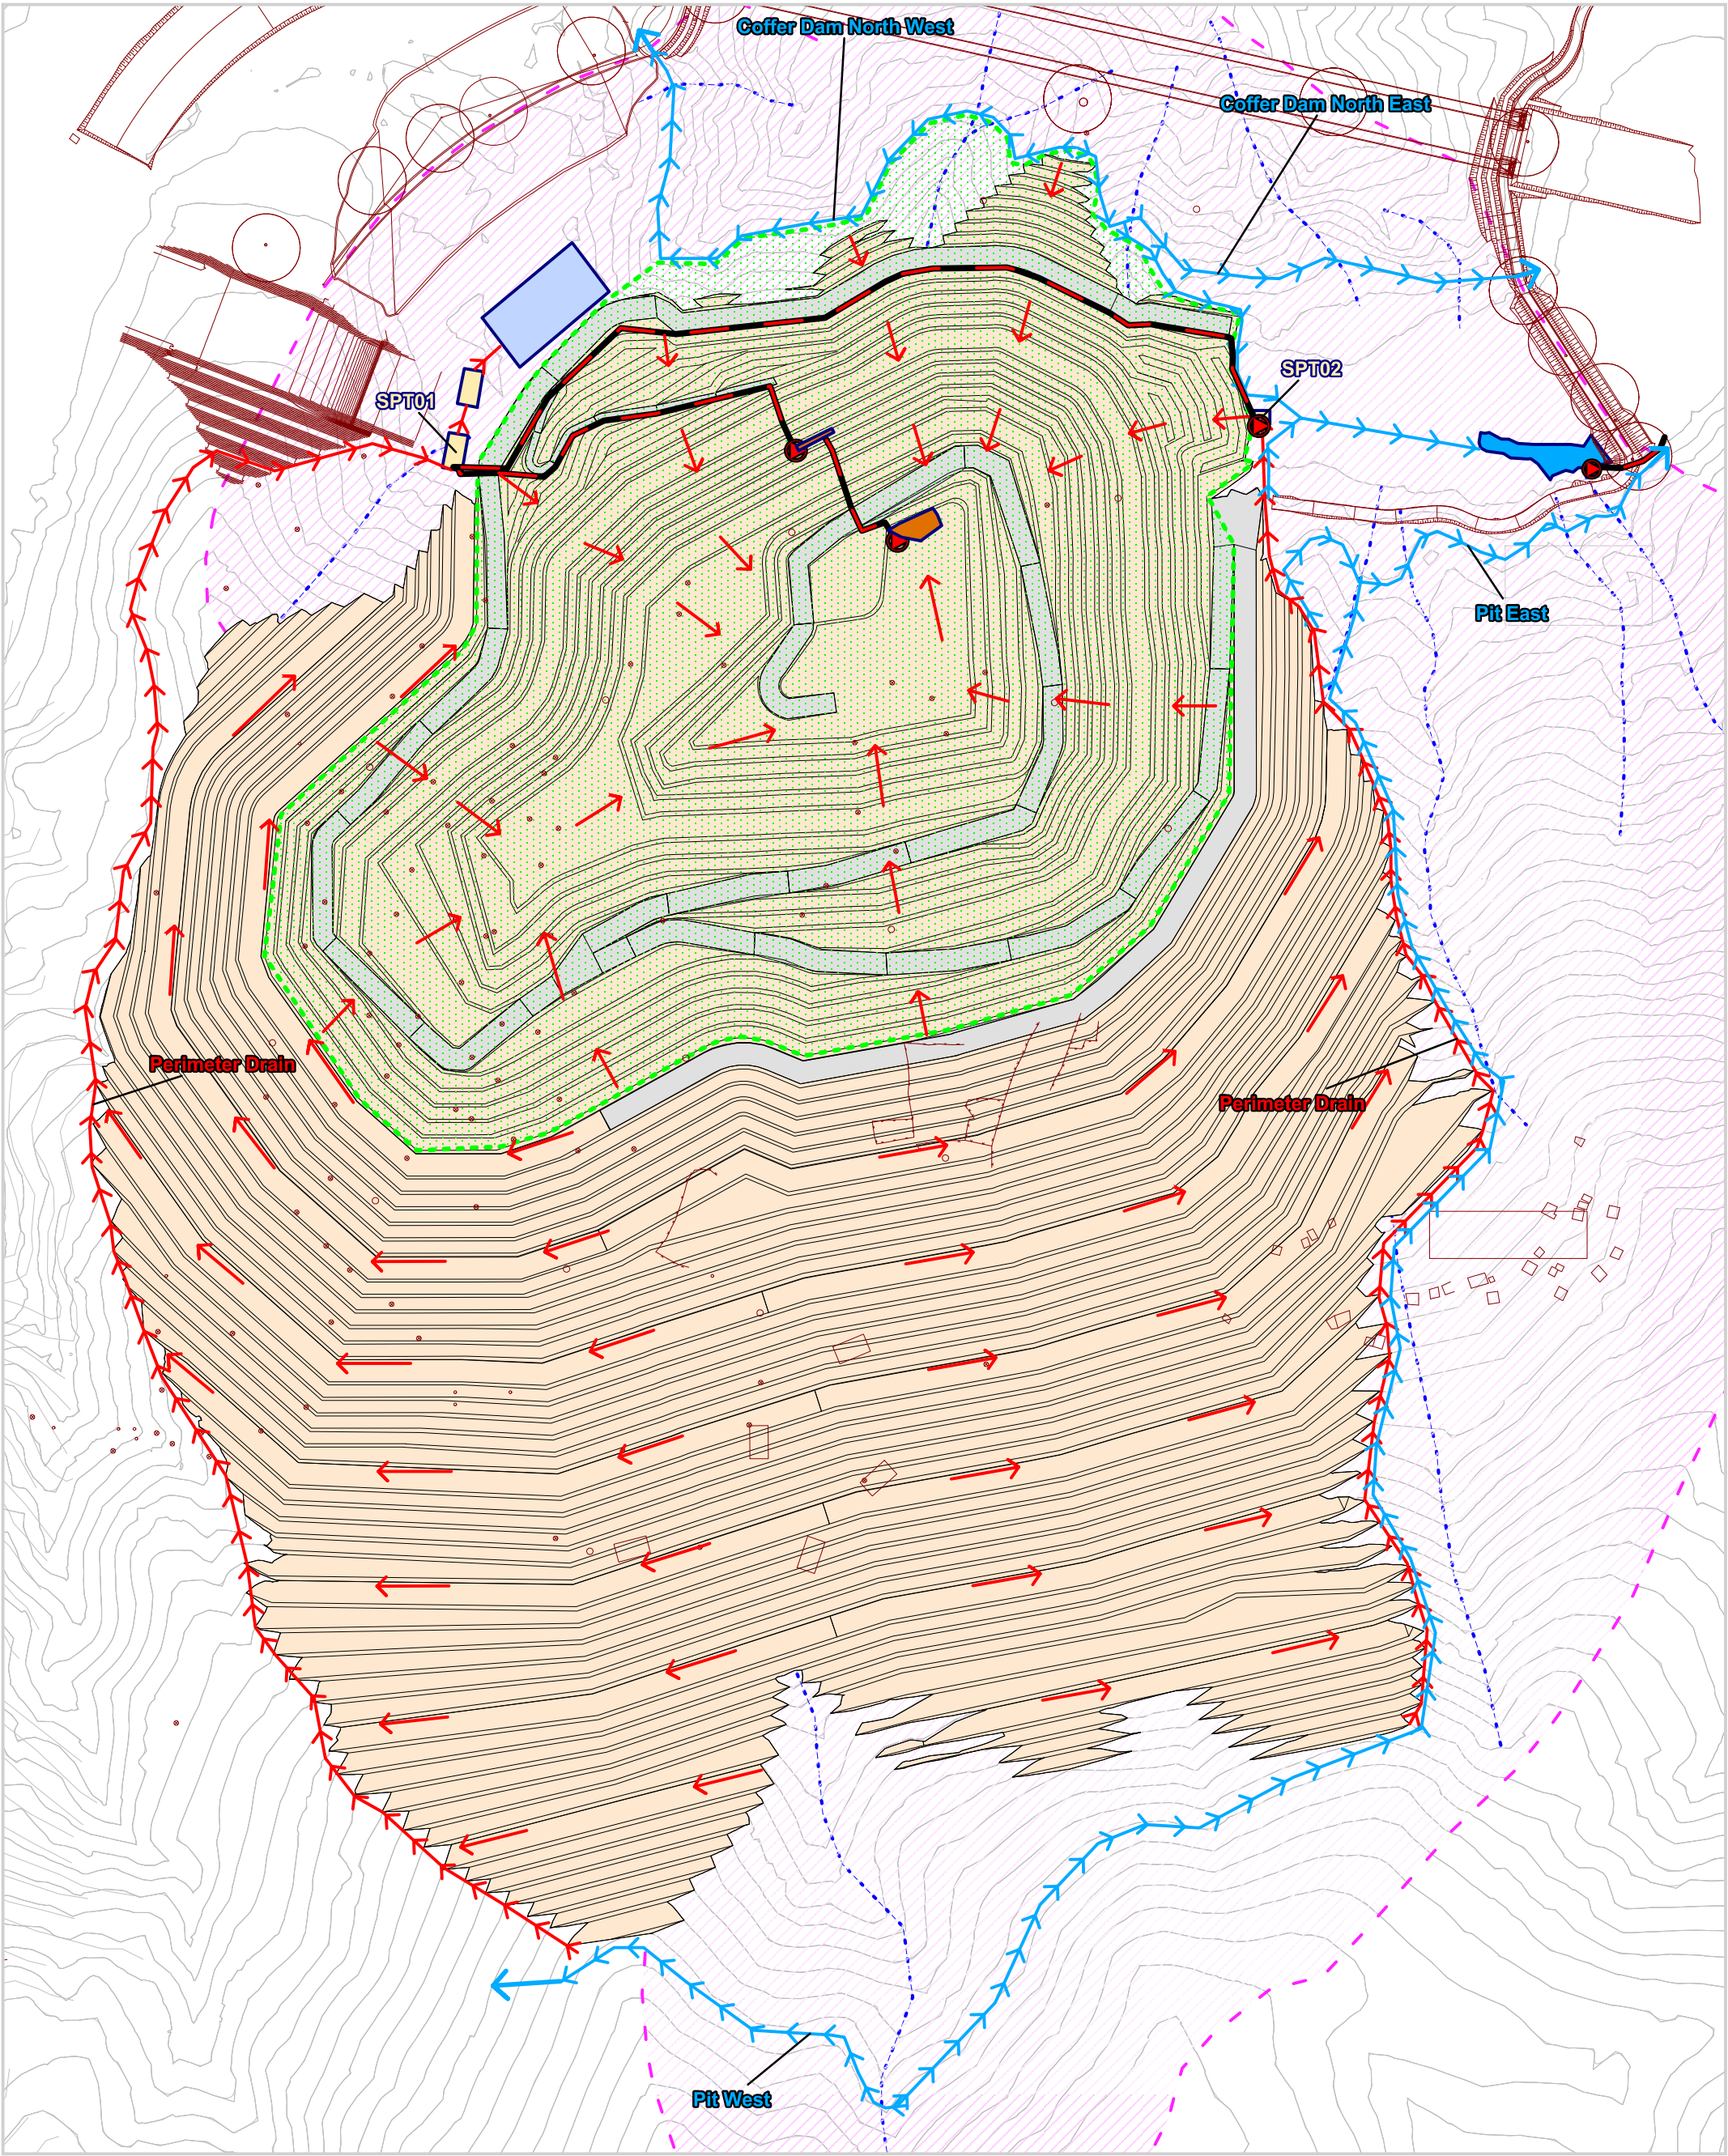 Coffer Dam North West
Coffer Dam North East
SPT02
SPT01
Pit East
Perimeter Drain
Perimeter Drain
Pit West